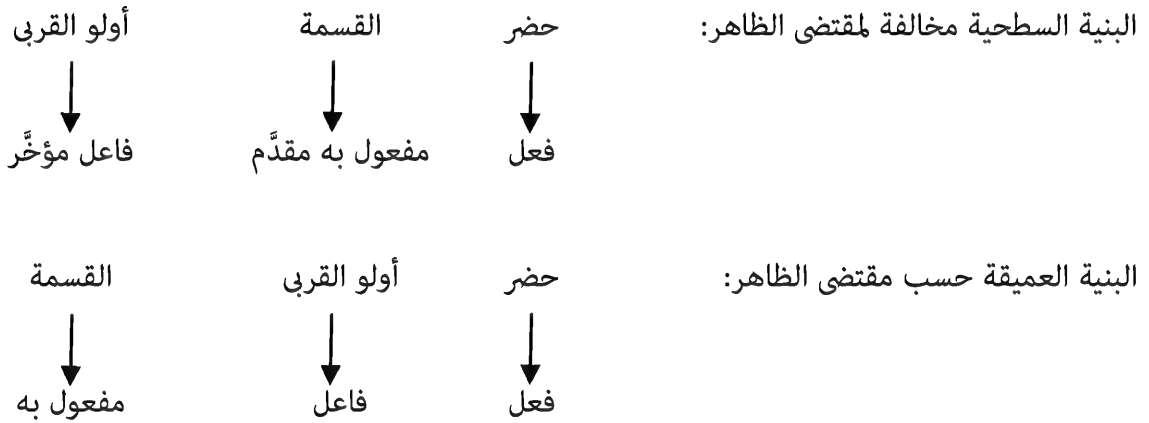 البنية السطحية مخالفة لمقتضى الظاهر: حضر القسمة أولو القربى
فعل مفعول به مقدَّم فاعل مؤخَّر
البنية العميقة حسب مقتضى الظاهر: حضر أولو القربى القسمة
فعل فاعل مفعول به